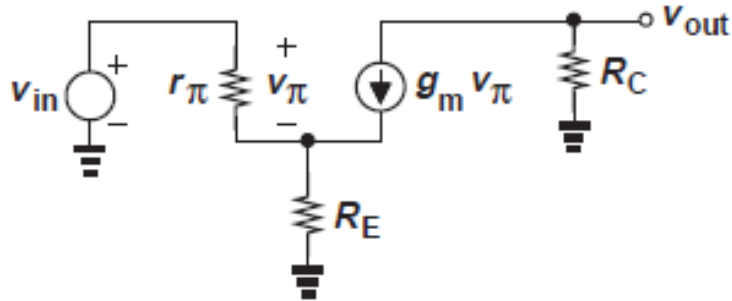 v_out
+
v_in
−
r_π
+
v_π
−
g_m v_π
R_C
R_E